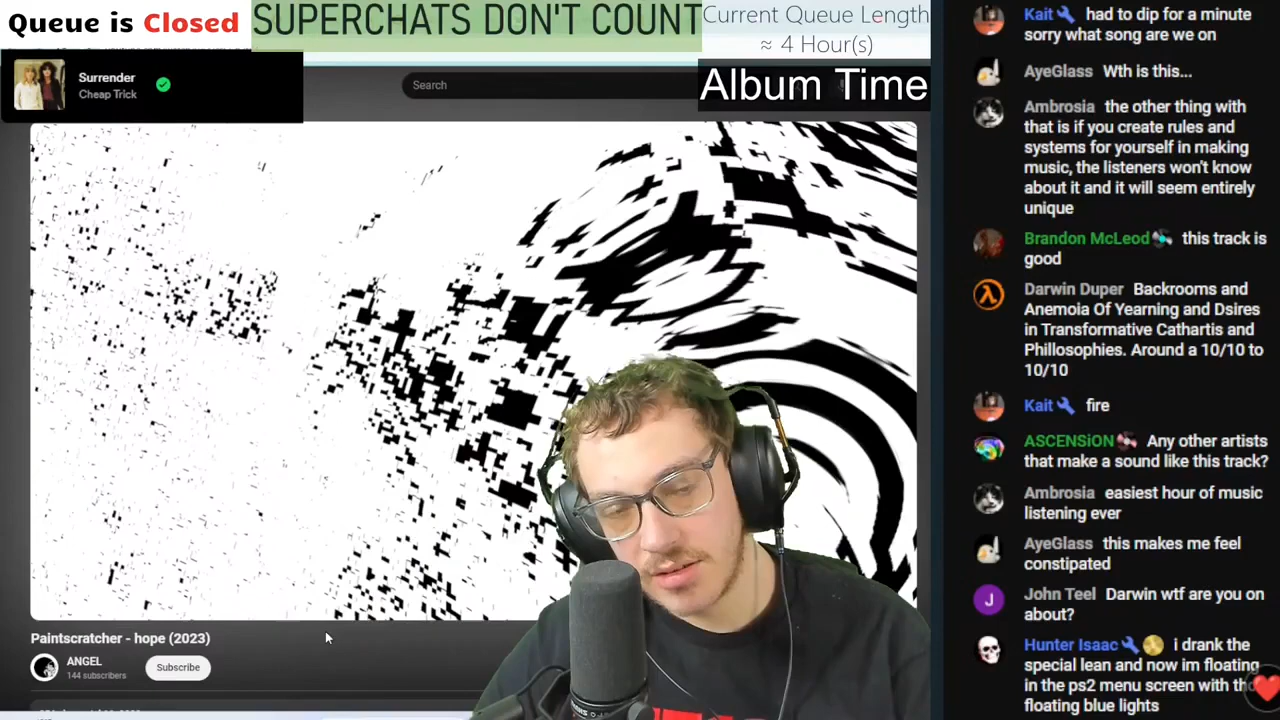 Queue is Closed
SUPERCHATS DON'T COUNT
Current Queue Length
≈ 4 Hour(s)
Album Time
Surrender
Cheap Trick
Search
Paintscratcher - hope (2023)
ANGEL
144 subscribers
Subscribe
Kait had to dip for a minute
sorry what song are we on
AyeGlass Wth is this...
Ambrosia the other thing with
that is if you create rules and
systems for yourself in making
music, the listeners won't know
about it and it will seem entirely
unique
Brandon McLeod this track is
good
Darwin Duper Backrooms and
Anemoia Of Yearning and Dsires
in Transformative Cathartis and
Phillosophies. Around a 10/10 to
10/10
Kait fire
ASCENSiON Any other artists
that make a sound like this track?
Ambrosia easiest hour of music
listening ever
AyeGlass this makes me feel
constipated
J
John Teel Darwin wtf are you on
about?
Hunter Isaac i drank the
special lean and now im floating
in the ps2 menu screen with the
floating blue lights